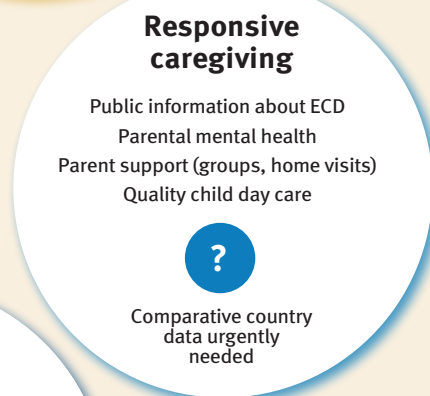 Responsive
caregiving
Public information about ECD
Parental mental health
Parent support (groups, home visits)
Quality child day care
?
Comparative country
data urgently
needed